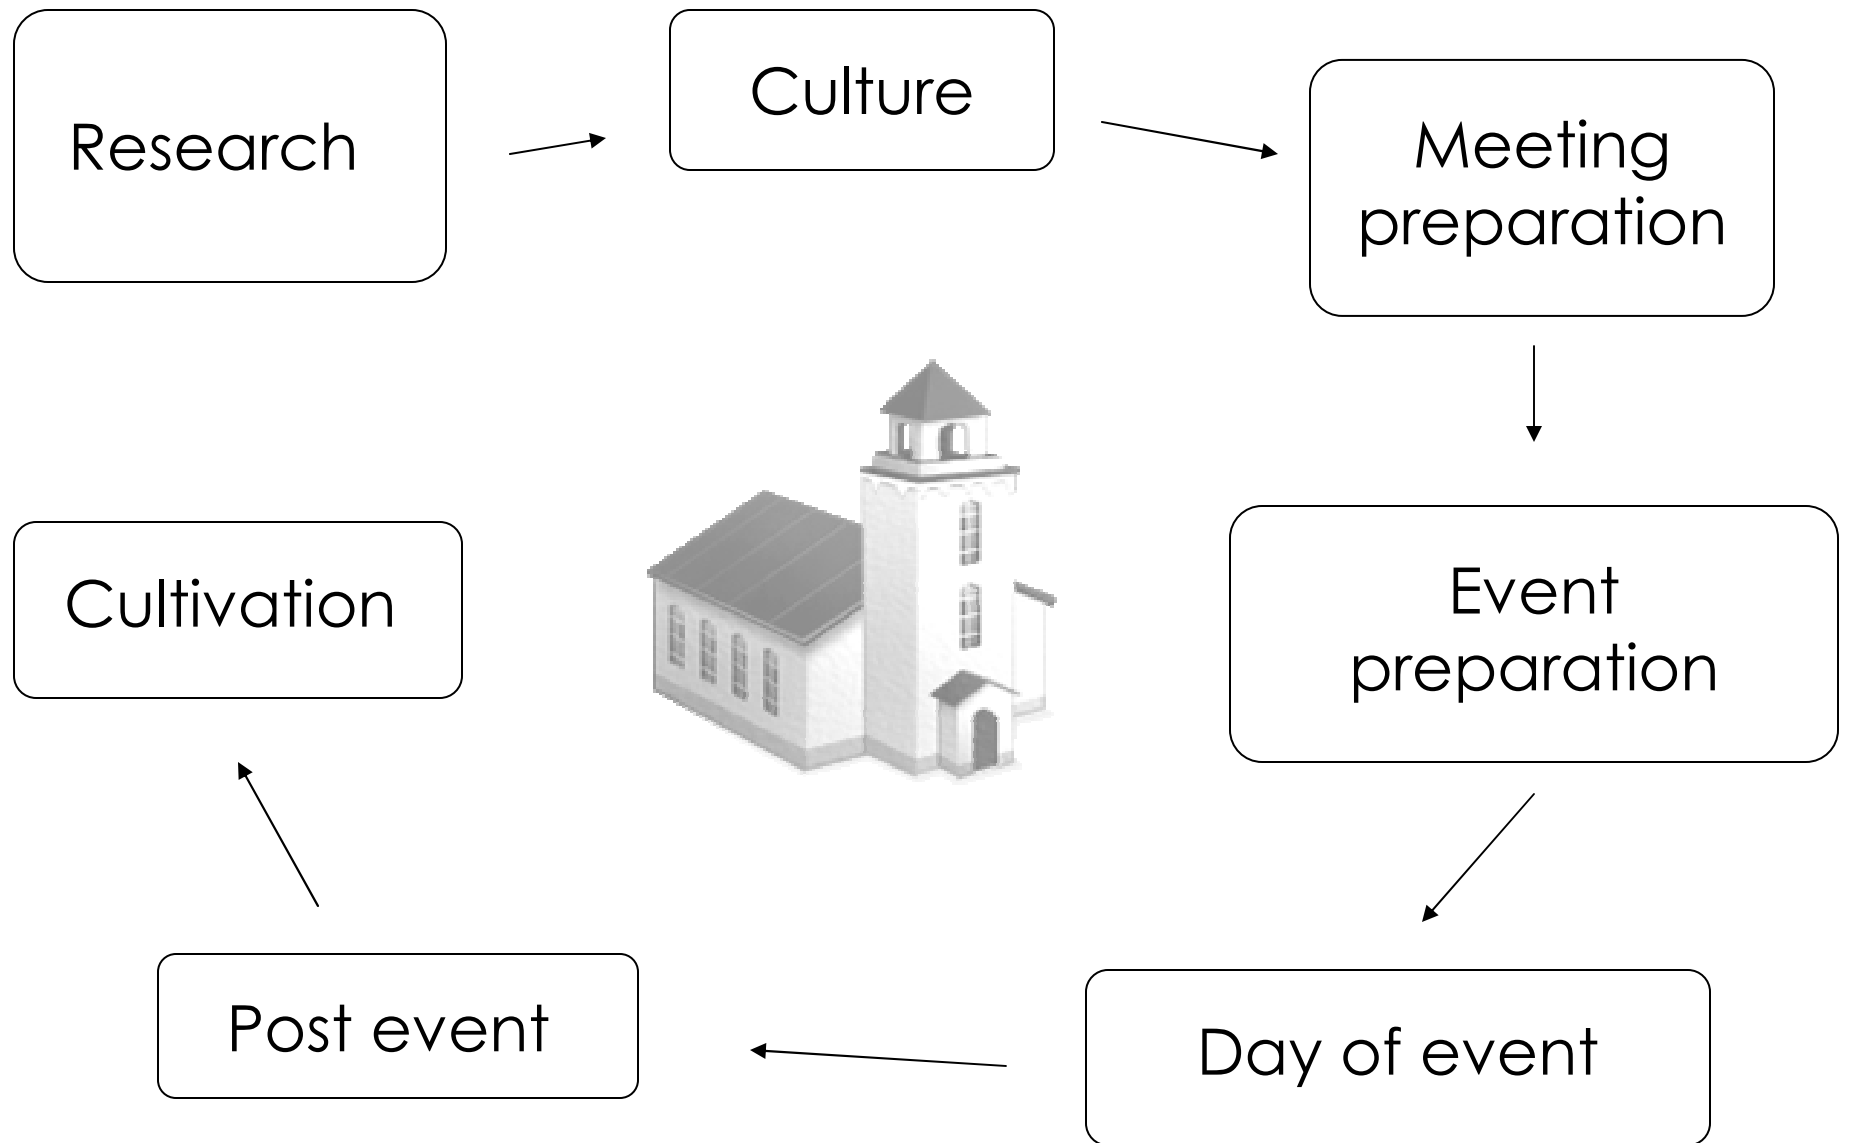 Research
Culture
Meeting
preparation
Event
preparation
Day of event
Post event
Cultivation